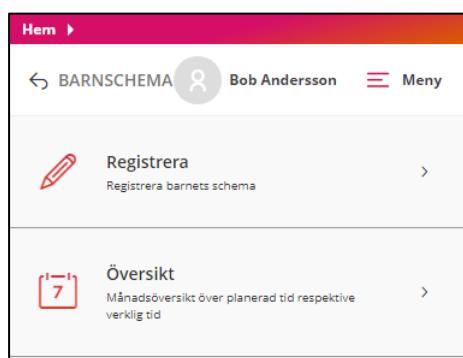 Hem
BARNSCHEMA Bob Andersson Meny
Registrera
Registrera barnets schema
7
Översikt
Månadsöversikt över planerad tid respektive
verklig tid